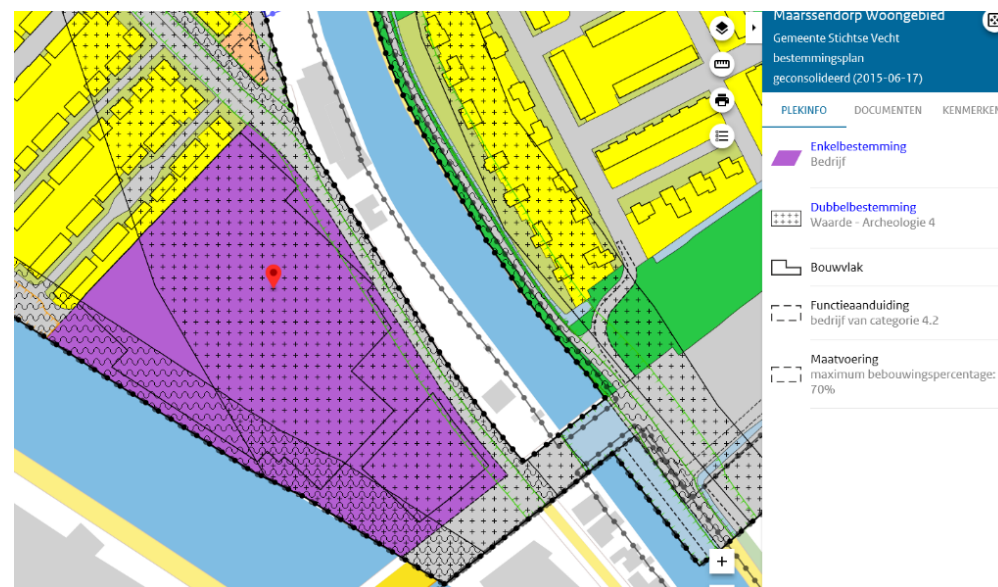 Maarssendorp Woongebied
Gemeente Stichtse Vecht
bestemmingsplan
geconsolideerd (2015-06-17)
PLEKINFO DOCUMENTEN KENMERKEN
Enkelbestemming
Bedrijf
Dubbelbestemming
Waarde - Archeologie 4
Bouwvlak
Functieaanduiding
bedrijf van categorie 4.2
Maatvoering
maximum bebouwingspercentage:
70%